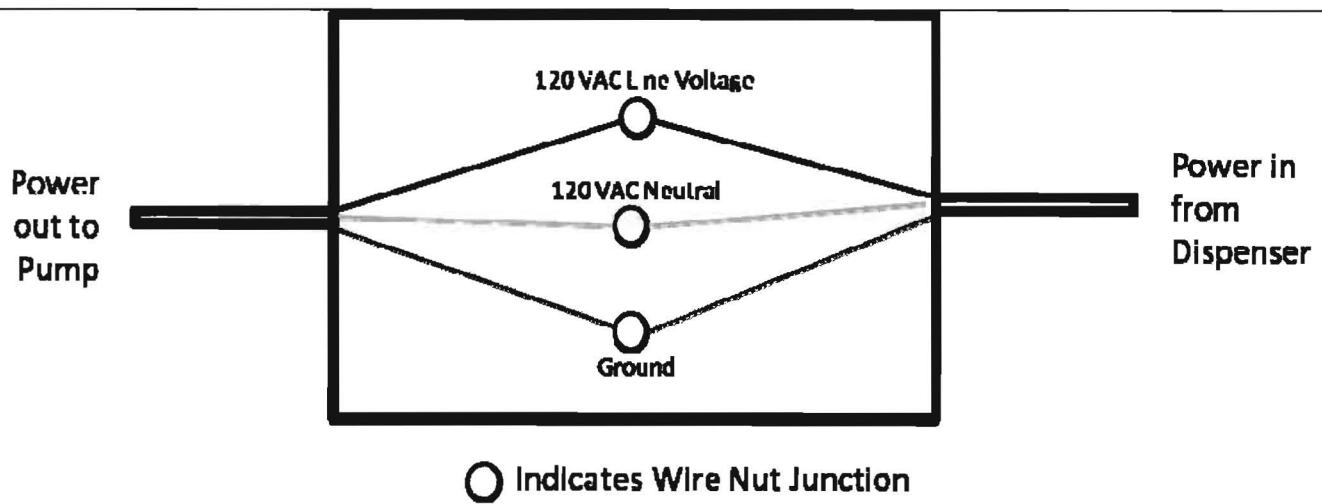 120 VAC L ne Voltage
Power
out to
Pump
120 VAC Neutral
Power in
from
Dispenser
Ground
Indicates Wire Nut Junction